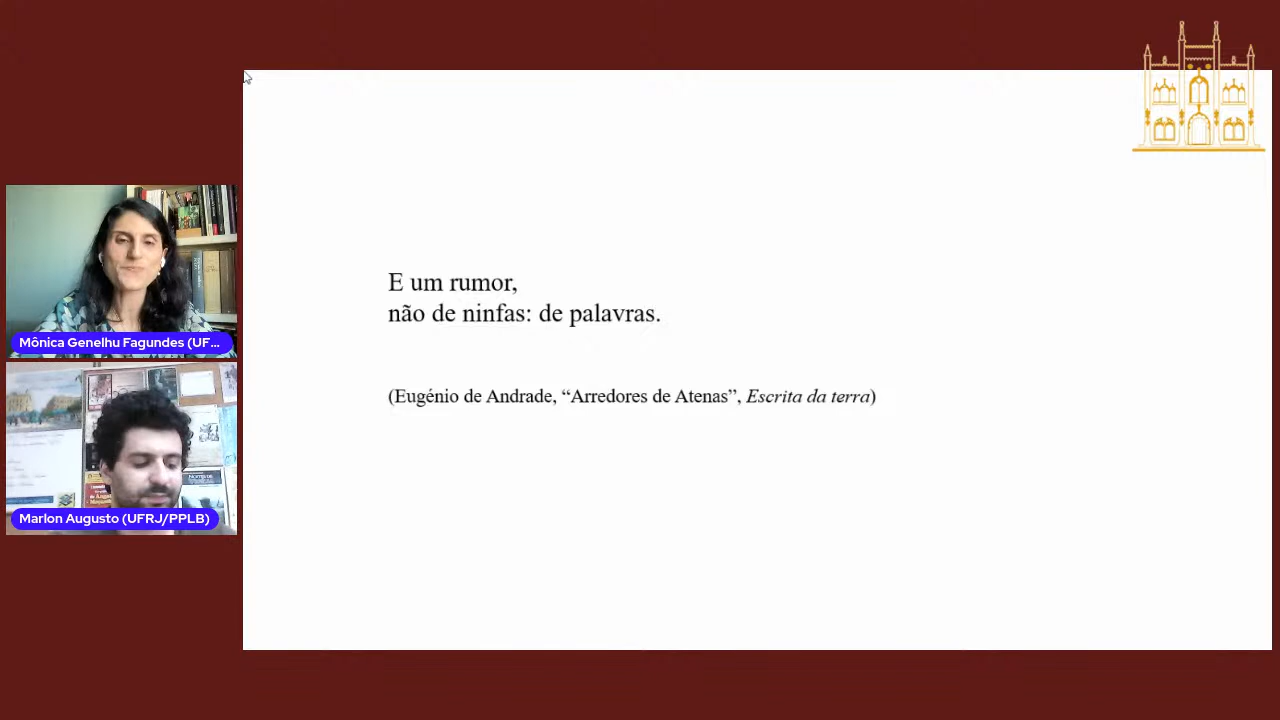 E um rumor,
não de ninfas: de palavras.
(Eugénio de Andrade, “Arredores de Atenas”, Escrita da terra)
Mônica Genelhu Fagundes (UF...
Marlon Augusto (UFRJ/PPLB)